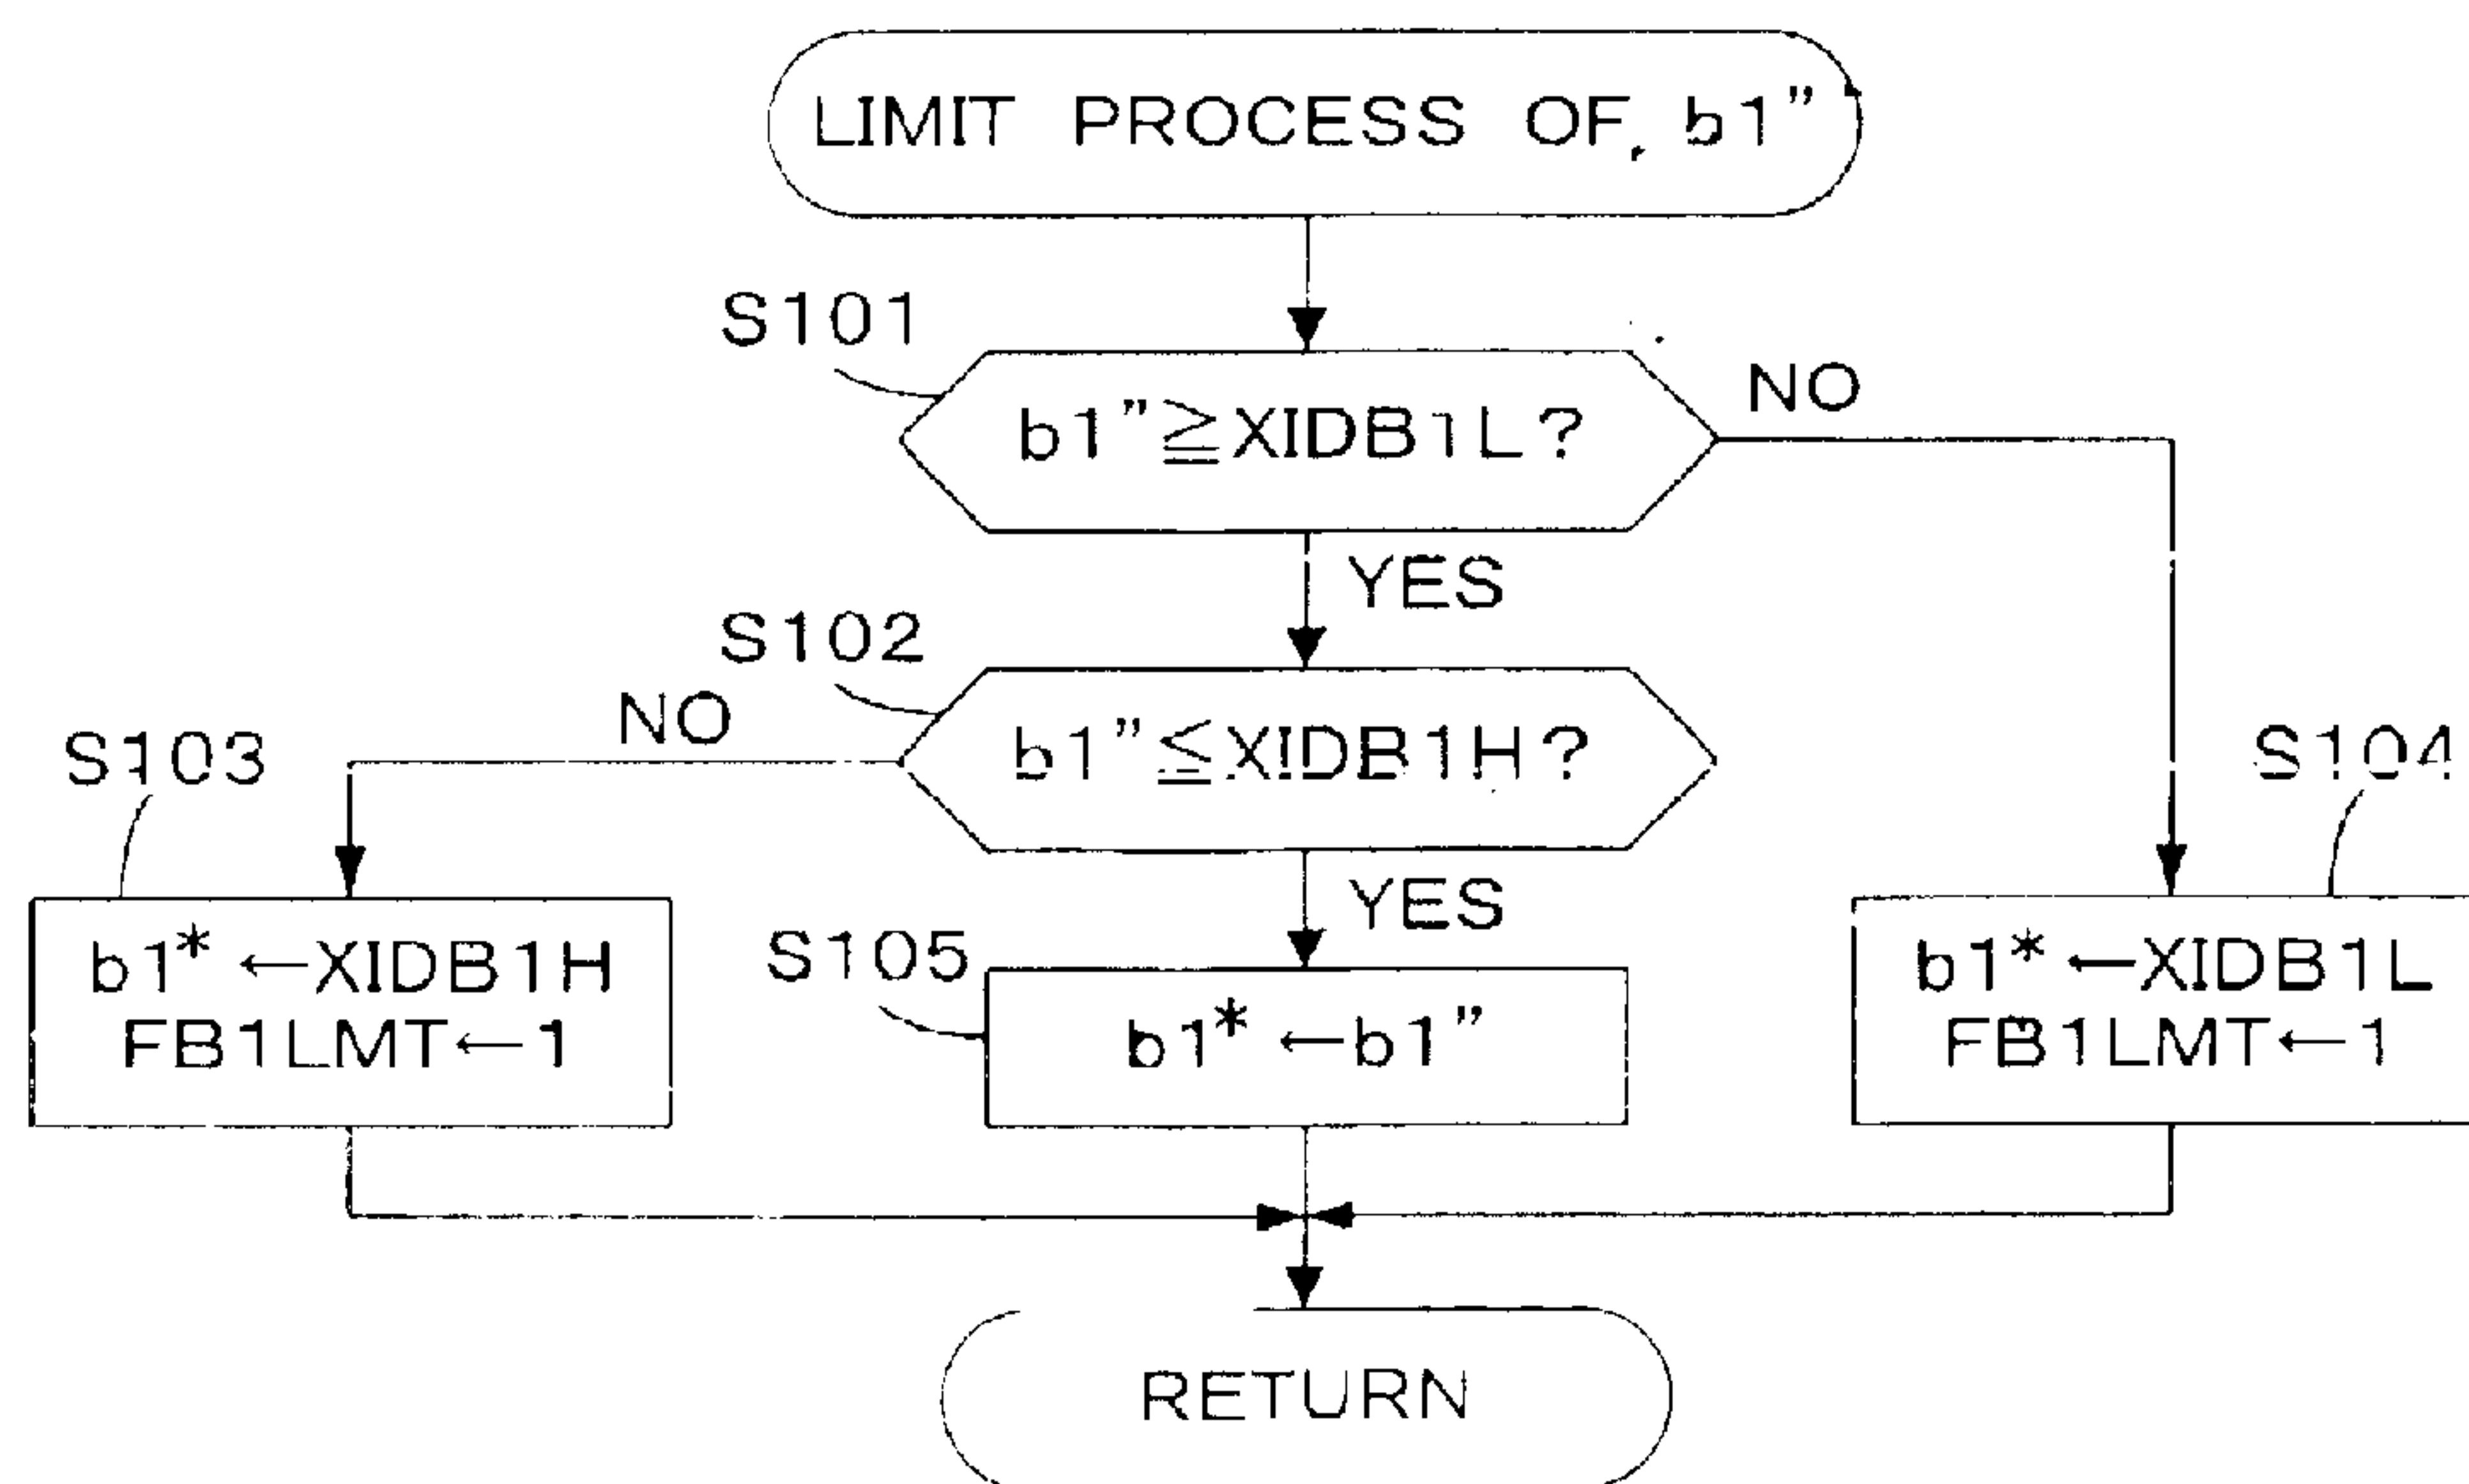 LIMIT PROCESS OF b1”
S101
b1”≧XIDB1L?
NO
YES
S102
b1”≦XIDB1H?
NO
YES
S103
b1*←XIDB1H
FB1LMT←1
S105
b1*←b1”
S104
b1*←XIDB1L
FB1LMT←1
RETURN